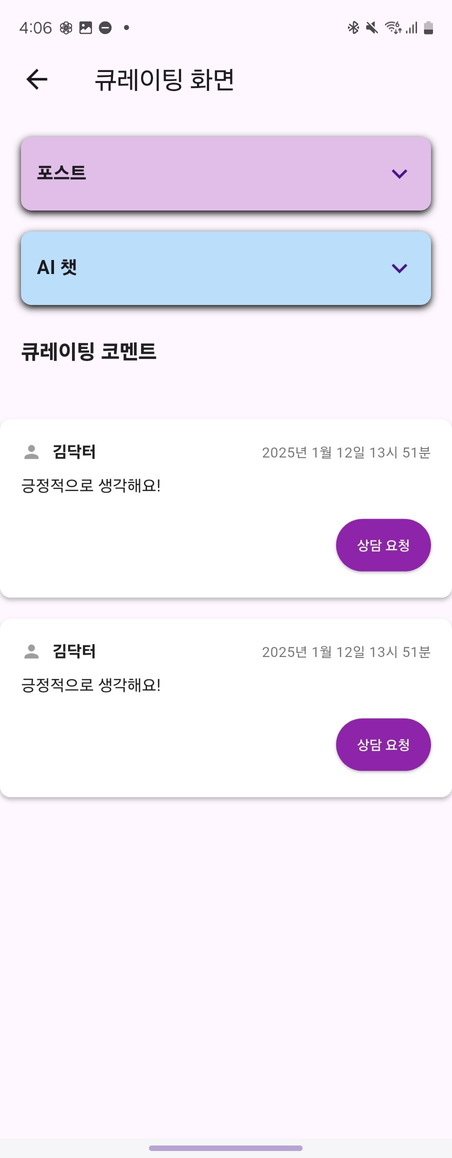 4:06
큐레이팅 화면
포스트
AI 챗
큐레이팅 코멘트
김닥터 2025년 1월 12일 13시 51분
긍정적으로 생각해요!
상담 요청
김닥터 2025년 1월 12일 13시 51분
긍정적으로 생각해요!
상담 요청